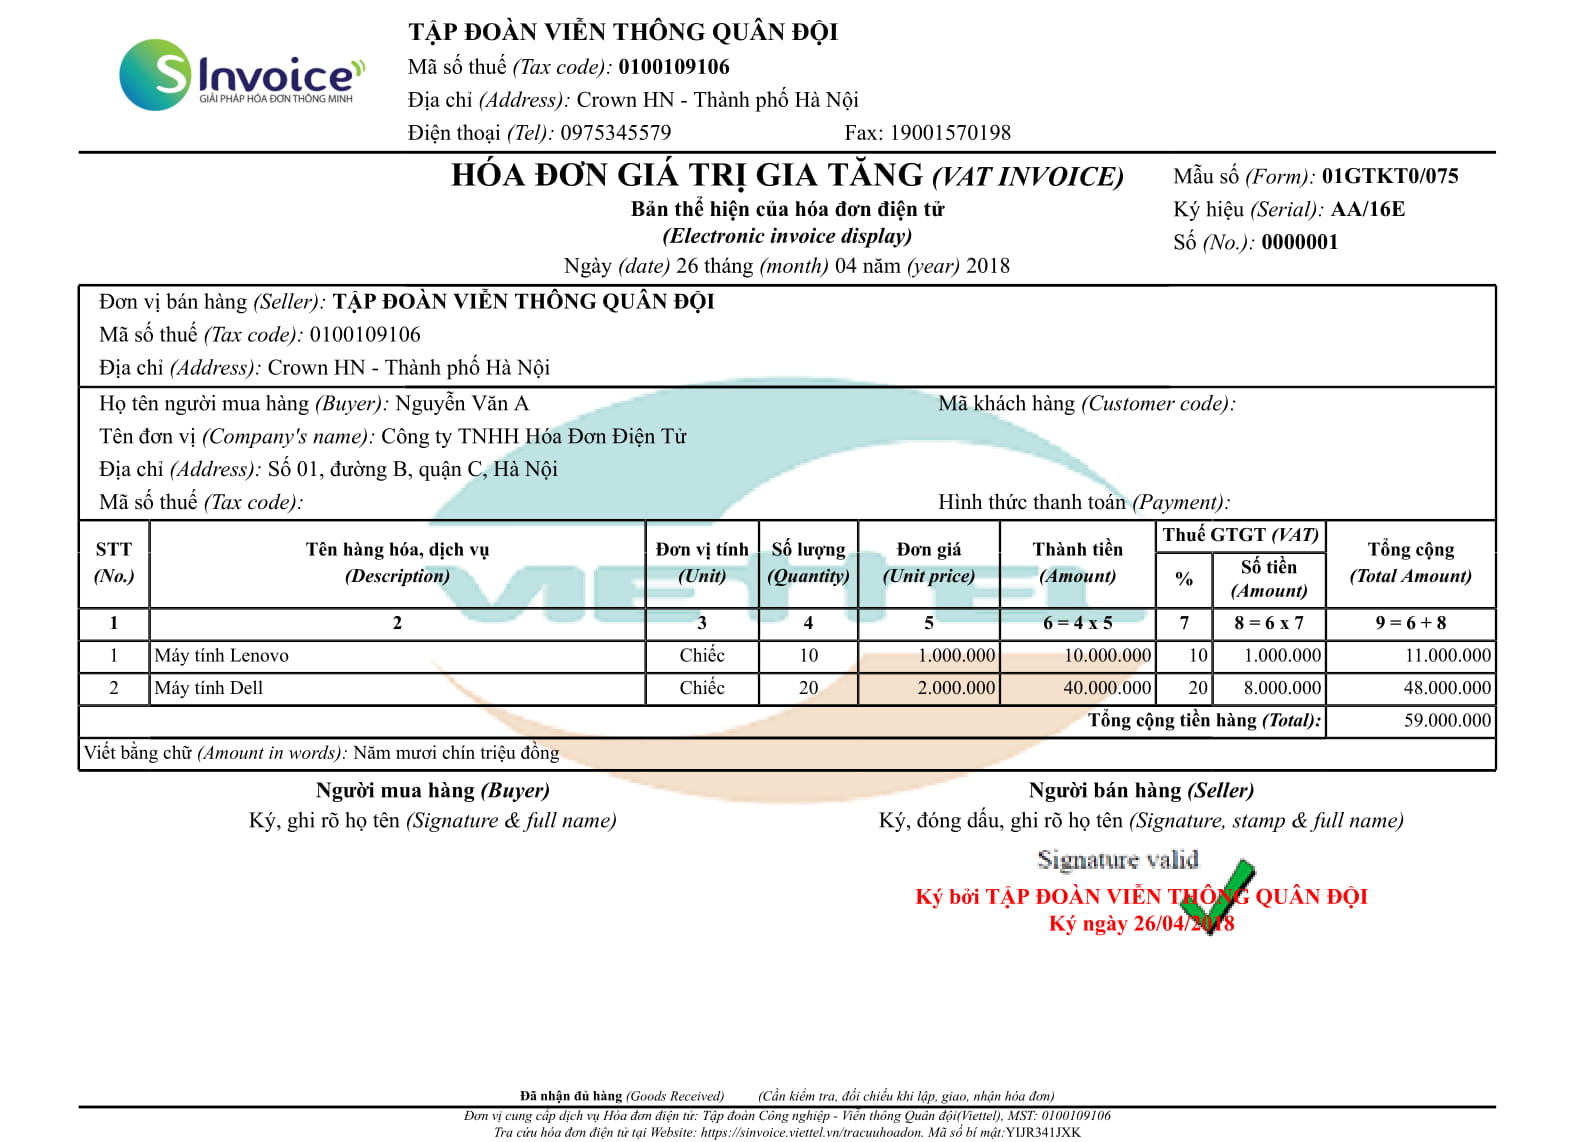 TẬP ĐOÀN VIỄN THÔNG QUÂN ĐỘI
S Invoice
GIẢI PHÁP HÓA ĐƠN THÔNG MINH
Mã số thuế (Tax code): 0100109106
Địa chỉ (Address): Crown HN - Thành phố Hà Nội
Điện thoại (Tel): 0975345579 Fax: 19001570198
HÓA ĐƠN GIÁ TRỊ GIA TĂNG (VAT INVOICE)
Bản thể hiện của hóa đơn điện tử
(Electronic invoice display)
Ngày (date) 26 tháng (month) 04 năm (year) 2018
Mẫu số (Form): 01GTKT0/075
Ký hiệu (Serial): AA/16E
Số (No.): 0000001
Đơn vị bán hàng (Seller): TẬP ĐOÀN VIỄN THÔNG QUÂN ĐỘI
Mã số thuế (Tax code): 0100109106
Địa chỉ (Address): Crown HN - Thành phố Hà Nội
Họ tên người mua hàng (Buyer): Nguyễn Văn A Mã khách hàng (Customer code):
Tên đơn vị (Company's name): Công ty TNHH Hóa Đơn Điện Tử
Địa chỉ (Address): Số 01, đường B, quận C, Hà Nội
Mã số thuế (Tax code): Hình thức thanh toán (Payment):
VIETTEL
STT (No.) Tên hàng hóa, dịch vụ (Description) Đơn vị tính (Unit) Số lượng (Quantity) Đơn giá (Unit price) Thành tiền (Amount) Thuế GTGT (VAT) % Số tiền (Amount) Tổng cộng (Total Amount)
1 2 3 4 5 6 = 4 x 5 7 8 = 6 x 7 9 = 6 + 8
1 Máy tính Lenovo Chiếc 10 1.000.000 10.000.000 10 1.000.000 11.000.000
2 Máy tính Dell Chiếc 20 2.000.000 40.000.000 20 8.000.000 48.000.000
Tổng cộng tiền hàng (Total): 59.000.000
Viết bằng chữ (Amount in words): Năm mươi chín triệu đồng
Người mua hàng (Buyer) Người bán hàng (Seller)
Ký, ghi rõ họ tên (Signature & full name) Ký, đóng dấu, ghi rõ họ tên (Signature, stamp & full name)
Signature valid
Ký bởi TẬP ĐOÀN VIỄN THÔNG QUÂN ĐỘI
Ký ngày 26/04/2018
Đã nhận đủ hàng (Goods Received) (Cần kiểm tra, đối chiếu khi lập, giao, nhận hóa đơn)
Đơn vị cung cấp dịch vụ Hóa đơn điện tử: Tập đoàn Công nghiệp - Viễn thông Quân đội(Viettel), MST: 0100109106
Tra cứu hóa đơn điện tử tại Website: https://sinvoice.viettel.vn/tracuuhoadon. Mã số bí mật:YIJR341JXK